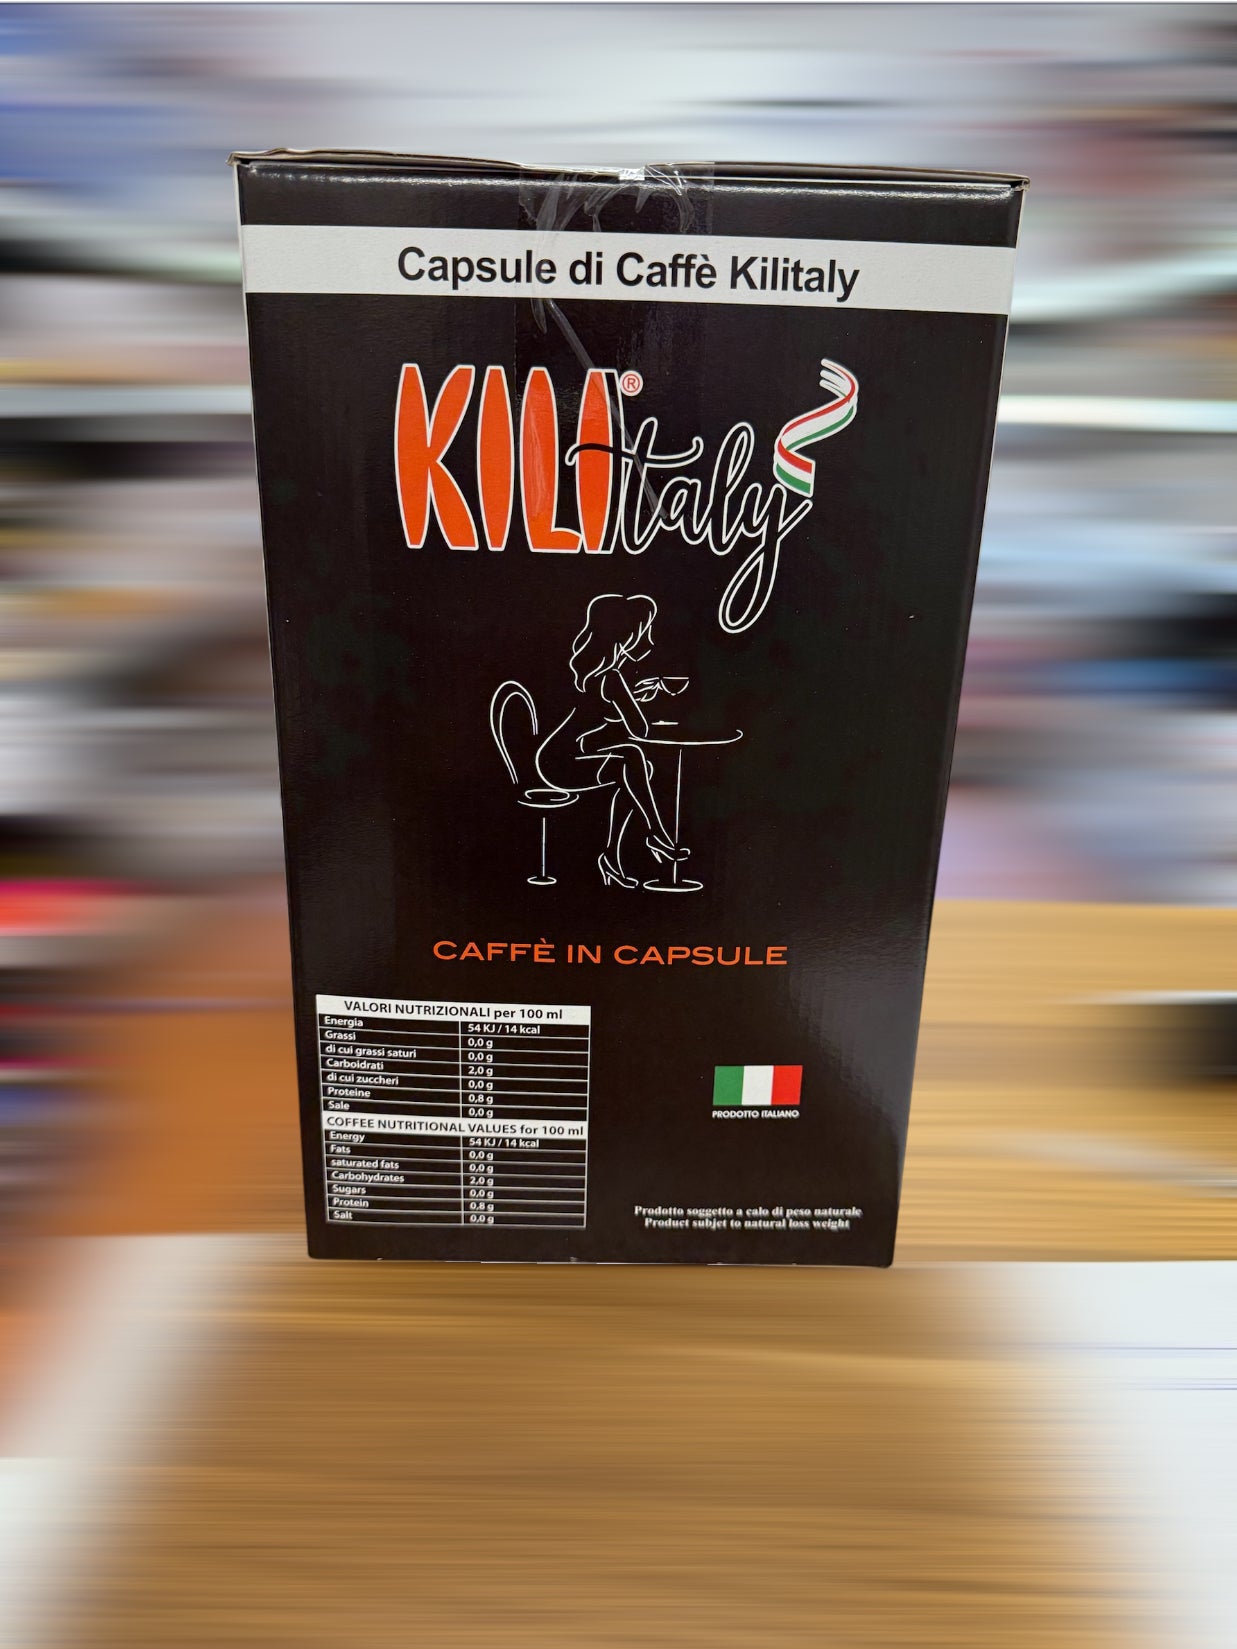 Capsule di Caffè Kilitaly
KILItaly®
CAFFÈ IN CAPSULE
VALORI NUTRIZIONALI per 100 ml
Energia 54 KJ / 14 kcal
Grassi 0,0 g
di cui grassi saturi 0,0 g
Carboidrati 2,0 g
di cui zuccheri 0,0 g
Proteine 0,8 g
Sale 0,0 g
COFFEE NUTRITIONAL VALUES for 100 ml
Energy 54 KJ / 14 kcal
Fats 0,0 g
saturated fats 0,0 g
Carbohydrates 2,0 g
Sugars 0,0 g
Protein 0,8 g
Salt 0,0 g
PRODOTTO ITALIANO
Prodotto soggetto a calo di peso naturale
Product subjet to natural loss weight